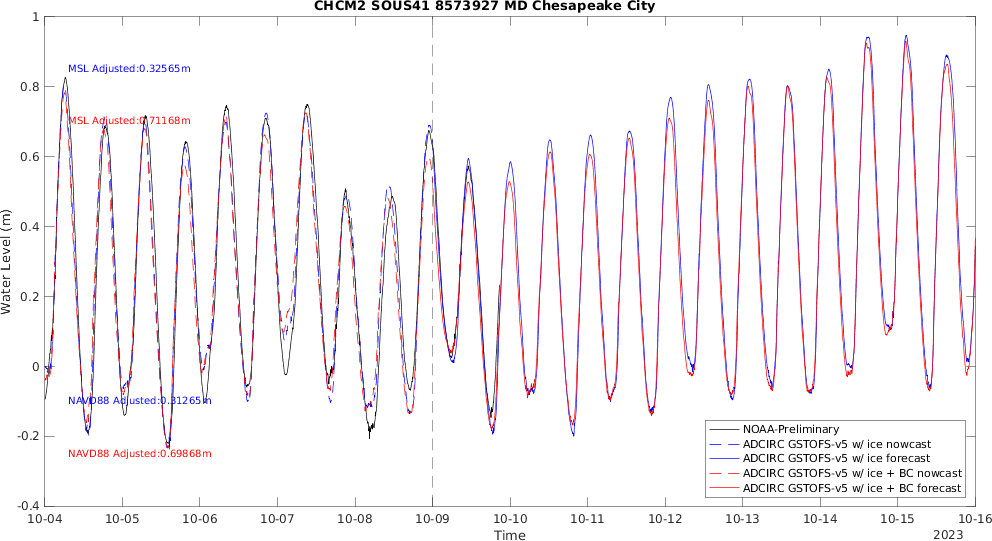 CHCM2 SOUS41 8573927 MD Chesapeake City
1
0.8
0.6
0.4
0.2
0
-0.2
-0.4
Water Level (m)
MSL Adjusted:0.32565m
MSL Adjusted:0.71168m
NAVD88 Adjusted:0.31265m
NAVD88 Adjusted:0.69868m
NOAA-Preliminary
ADCIRC GSTOFS-v5 w/ ice nowcast
ADCIRC GSTOFS-v5 w/ ice forecast
ADCIRC GSTOFS-v5 w/ ice + BC nowcast
ADCIRC GSTOFS-v5 w/ ice + BC forecast
10-04 10-05 10-06 10-07 10-08 10-09 10-10 10-11 10-12 10-13 10-14 10-15 10-16
Time
2023